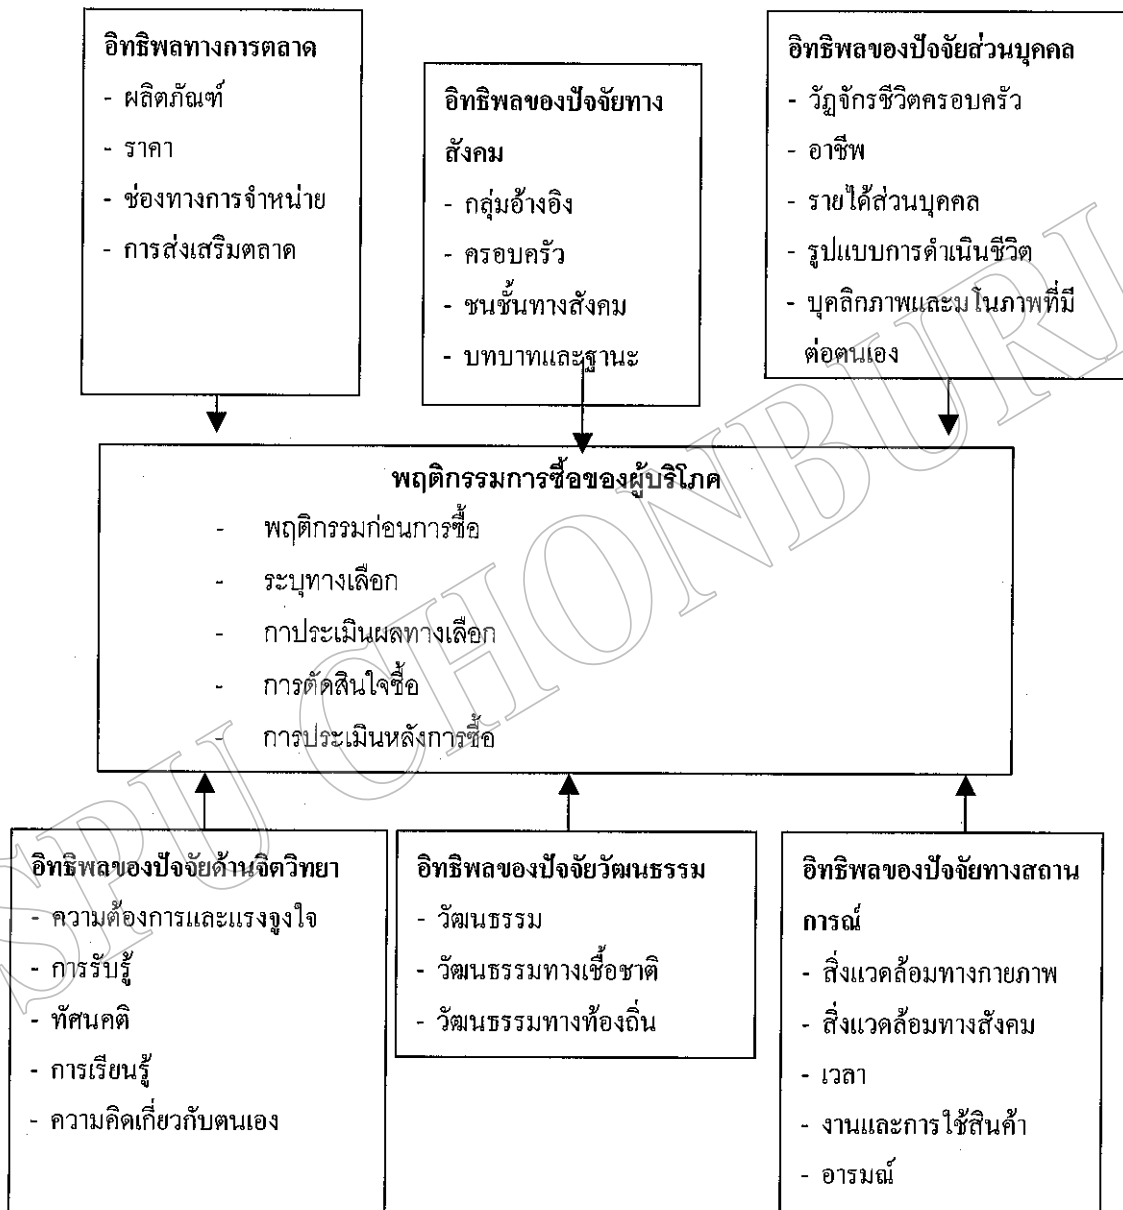 อิทธิพลทางการตลาด
- ผลิตภัณฑ์
- ราคา
- ช่องทางการจำหน่าย
- การส่งเสริมตลาด
อิทธิพลของปัจจัยทาง
สังคม
- กลุ่มอ้างอิง
- ครอบครัว
- ชนชั้นทางสังคม
- บทบาทและฐานะ
อิทธิพลของปัจจัยส่วนบุคคล
- วัฏจักรชีวิตครอบครัว
- อาชีพ
- รายได้ส่วนบุคคล
- รูปแบบการดำเนินชีวิต
- บุคลิกภาพและมโนภาพที่มี
ต่อตนเอง
พฤติกรรมการซื้อของผู้บริโภค
- พฤติกรรมก่อนการซื้อ
- ระบุทางเลือก
- กาประเมินผลทางเลือก
- การตัดสินใจซื้อ
- การประเมินหลังการซื้อ
อิทธิพลของปัจจัยด้านจิตวิทยา
- ความต้องการและแรงจูงใจ
- การรับรู้
- ทัศนคติ
- การเรียนรู้
- ความคิดเกี่ยวกับตนเอง
อิทธิพลของปัจจัยวัฒนธรรม
- วัฒนธรรม
- วัฒนธรรมทางเชื้อชาติ
- วัฒนธรรมทางท้องถิ่น
อิทธิพลของปัจจัยทางสถาน
การณ์
- สิ่งแวดล้อมทางกายภาพ
- สิ่งแวดล้อมทางสังคม
- เวลา
- งานและการใช้สินค้า
- อารมณ์
SPU CHONBURI